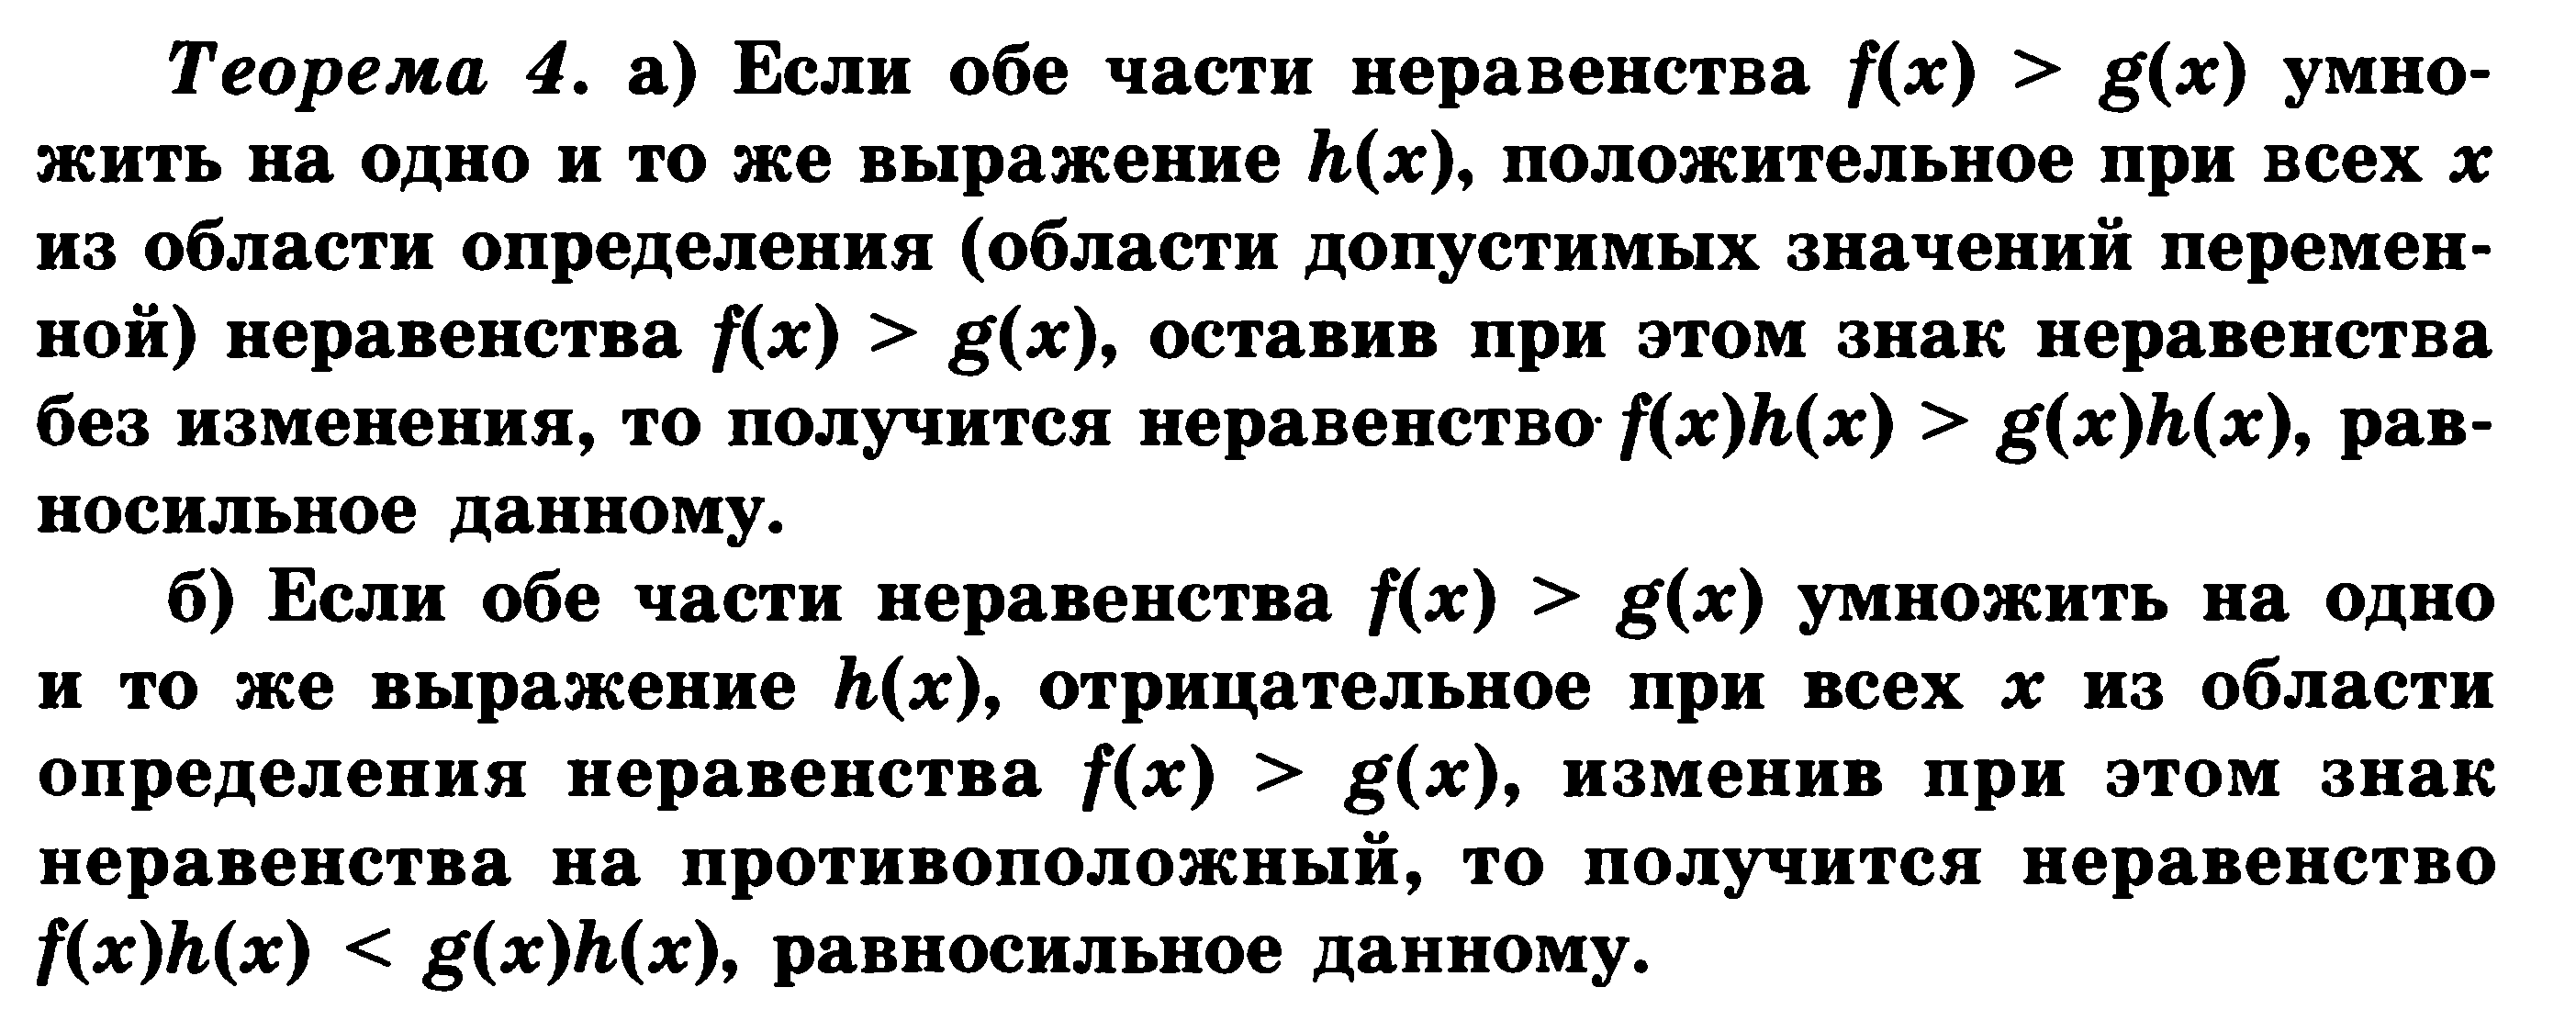 Теорема 4. а) Если обе части неравенства f(x) > g(x) умно-
жить на одно и то же выражение h(x), положительное при всех x
из области определения (области допустимых значений перемен-
ной) неравенства f(x) > g(x), оставив при этом знак неравенства
без изменения, то получится неравенство f(x)h(x) > g(x)h(x), рав-
носильное данному.
б) Если обе части неравенства f(x) > g(x) умножить на одно
и то же выражение h(x), отрицательное при всех x из области
определения неравенства f(x) > g(x), изменив при этом знак
неравенства на противоположный, то получится неравенство
f(x)h(x) < g(x)h(x), равносильное данному.